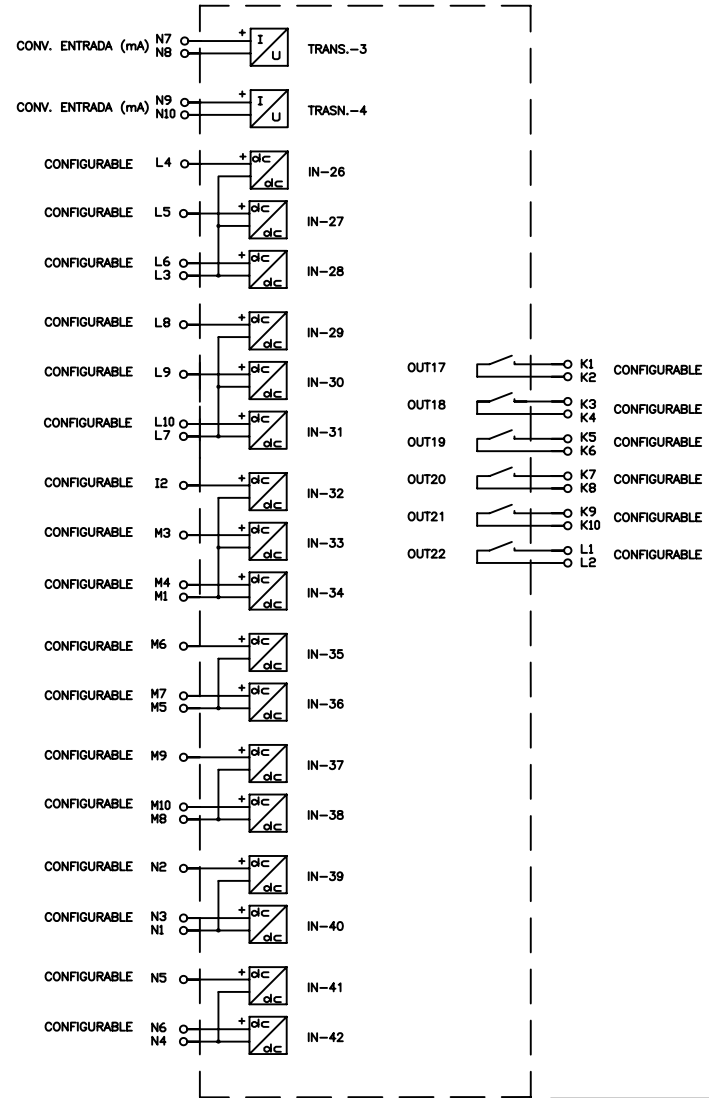 CONV. ENTRADA (mA) N7 + I U TRANS.-3
N8
CONV. ENTRADA (mA) N9 + I U TRASN.-4
N10
CONFIGURABLE L4 + dc dc IN-26
CONFIGURABLE L5 + dc dc IN-27
CONFIGURABLE L6 + dc dc IN-28
L3
CONFIGURABLE L8 + dc dc IN-29
CONFIGURABLE L9 + dc dc IN-30
CONFIGURABLE L10 + dc dc IN-31
L7
CONFIGURABLE I2 + dc dc IN-32
CONFIGURABLE M3 + dc dc IN-33
CONFIGURABLE M4 + dc dc IN-34
M1
CONFIGURABLE M6 + dc dc IN-35
CONFIGURABLE M7 + dc dc IN-36
M5
CONFIGURABLE M9 + dc dc IN-37
CONFIGURABLE M10 + dc dc IN-38
M8
CONFIGURABLE N2 + dc dc IN-39
CONFIGURABLE N3 + dc dc IN-40
N1
CONFIGURABLE N5 + dc dc IN-41
CONFIGURABLE N6 + dc dc IN-42
N4
OUT17 K1 CONFIGURABLE
K2
OUT18 K3 CONFIGURABLE
K4
OUT19 K5 CONFIGURABLE
K6
OUT20 K7 CONFIGURABLE
K8
OUT21 K9 CONFIGURABLE
K10
OUT22 L1 CONFIGURABLE
L2